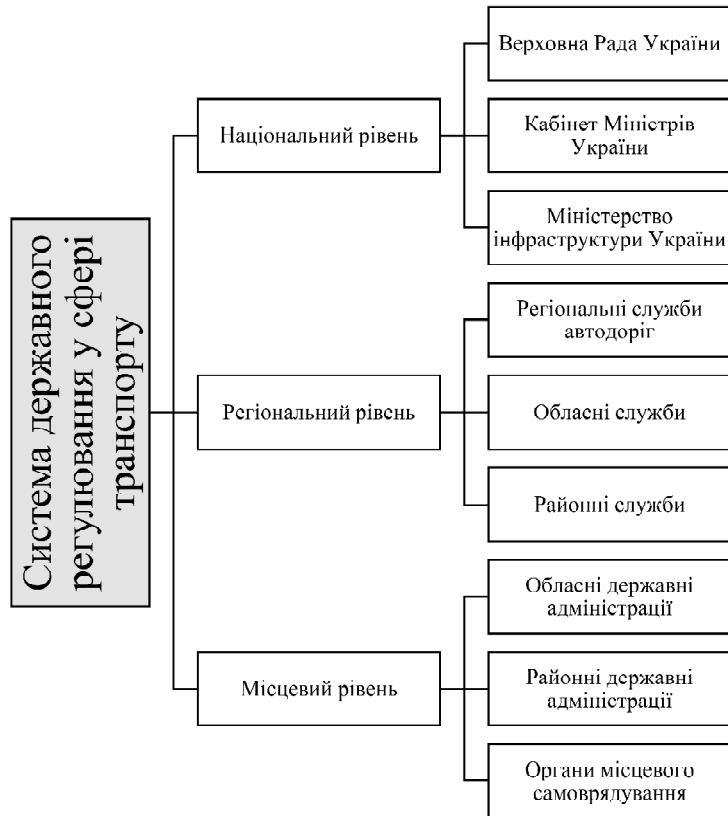 Система державного
регулювання у сфері
транспорту
Національний рівень
Верховна Рада України
Кабінет Міністрів
України
Міністерство
інфраструктури України
Регіональний рівень
Регіональні служби
автодоріг
Обласні служби
Районні служби
Місцевий рівень
Обласні державні
адміністрації
Районні державні
адміністрації
Органи місцевого
самоврядування